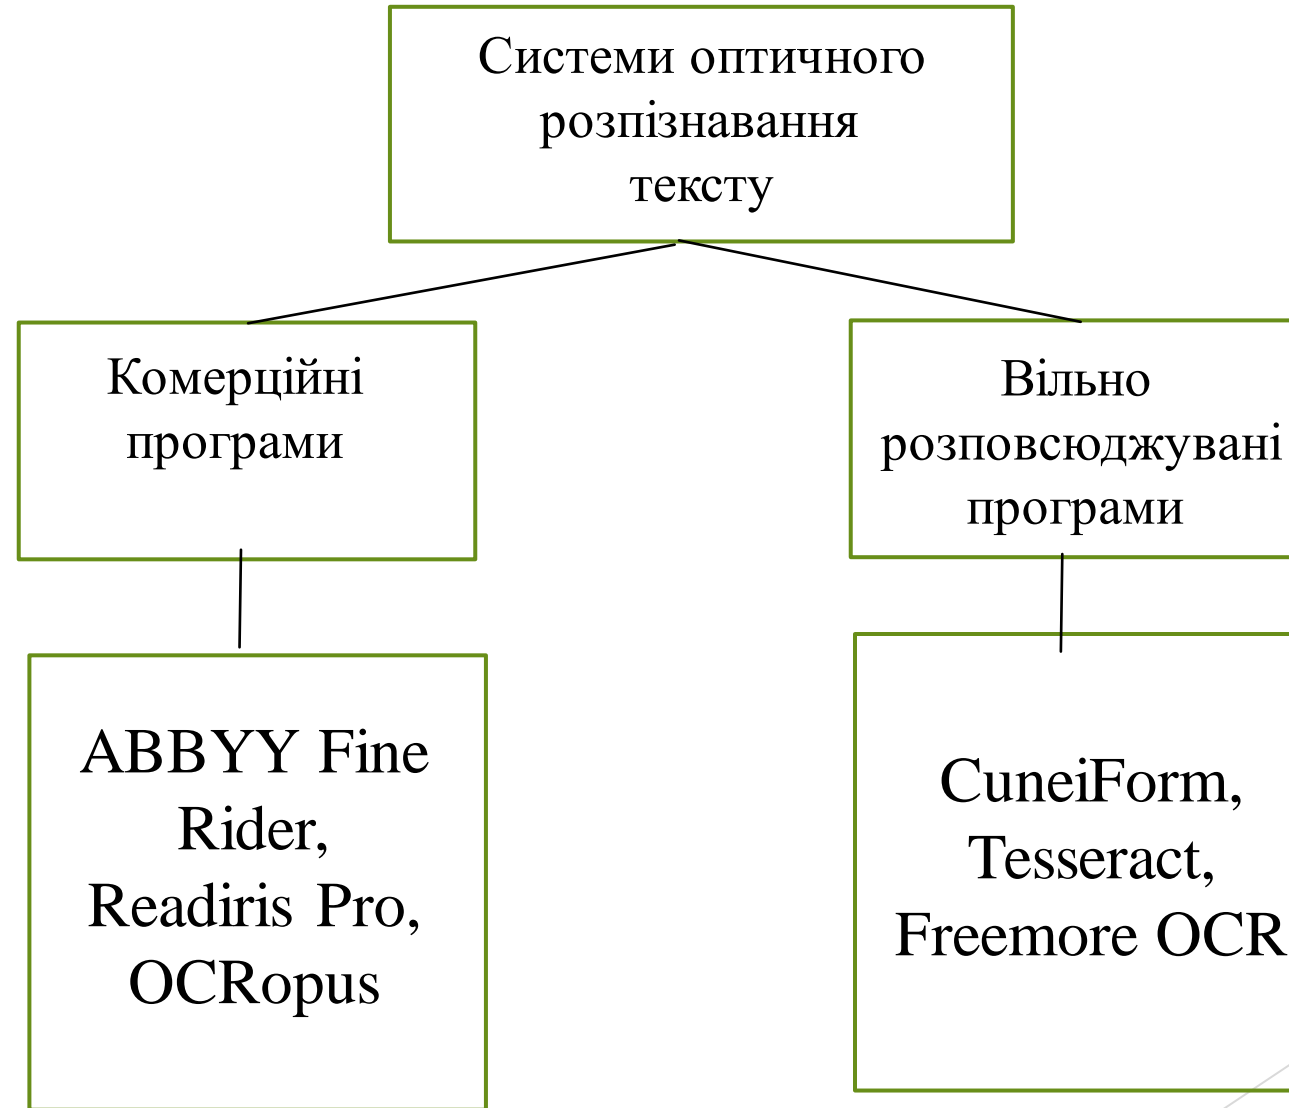 Системи оптичного
розпізнавання
тексту
Комерційні
програми
Вільно
розповсюджувані
програми
ABBYY Fine
Rider,
Readiris Pro,
OCRopus
CuneiForm,
Tesseract,
Freemore OCR